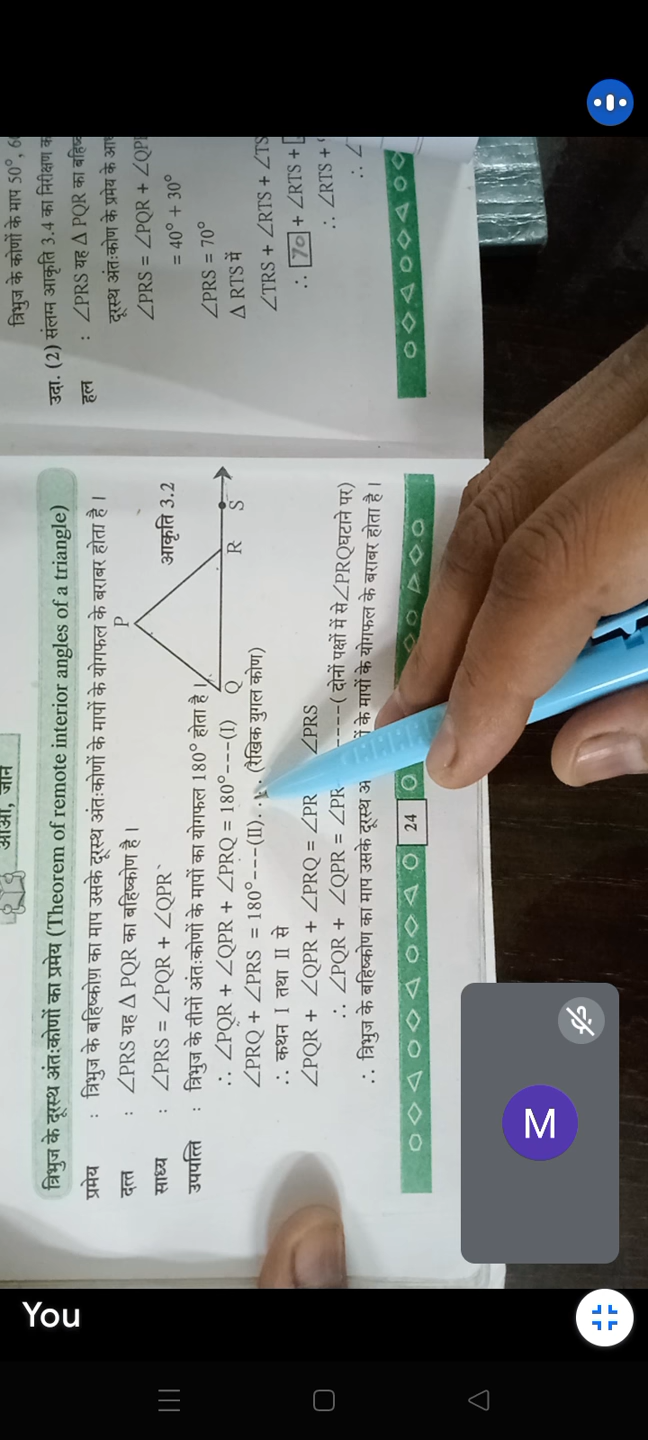 आओ, जानें
त्रिभुज के दूरस्थ अंतःकोणों का प्रमेय (Theorem of remote interior angles of a triangle)
प्रमेय : त्रिभुज के बहिष्कोण का माप उसके दूरस्थ अंतःकोणों के मापों के योगफल के बराबर होता है ।
दत्त : ∠PRS यह Δ PQR का बहिष्कोण है ।
साध्य : ∠PRS = ∠PQR + ∠QPR
उपपत्ति : त्रिभुज के तीनों अंतःकोणों के मापों का योगफल 180° होता है ।
∴ ∠PQR + ∠QPR + ∠PRQ = 180°---(I)
∠PRQ + ∠PRS = 180°---(II). . . (रैखिक युगल कोण)
∴ कथन I तथा II से
∠PQR + ∠QPR + ∠PRQ = ∠PR ∠PRS
∴ ∠PQR + ∠QPR = ∠PR ----( दोनों पक्षों में से ∠PRQ घटाने पर)
∴ त्रिभुज के बहिष्कोण का माप उसके दूरस्थ के मापों के योगफल के बराबर होता है ।
P
Q
R
S
आकृति 3.2
24
त्रिभुज के कोणों के माप 50°,
उदा. (2) संलग्न आकृति 3.4 का निरीक्षण
हल : ∠PRS यह Δ PQR का
दूरस्थ अंतःकोण के प्रमेय के
∠PRS = ∠PQR +
= 40° + 30°
∠PRS = 70°
Δ RTS में
∠TRS + ∠RTS +
∴ 70 + ∠RTS +
∴ ∠RTS +
∴
You
M